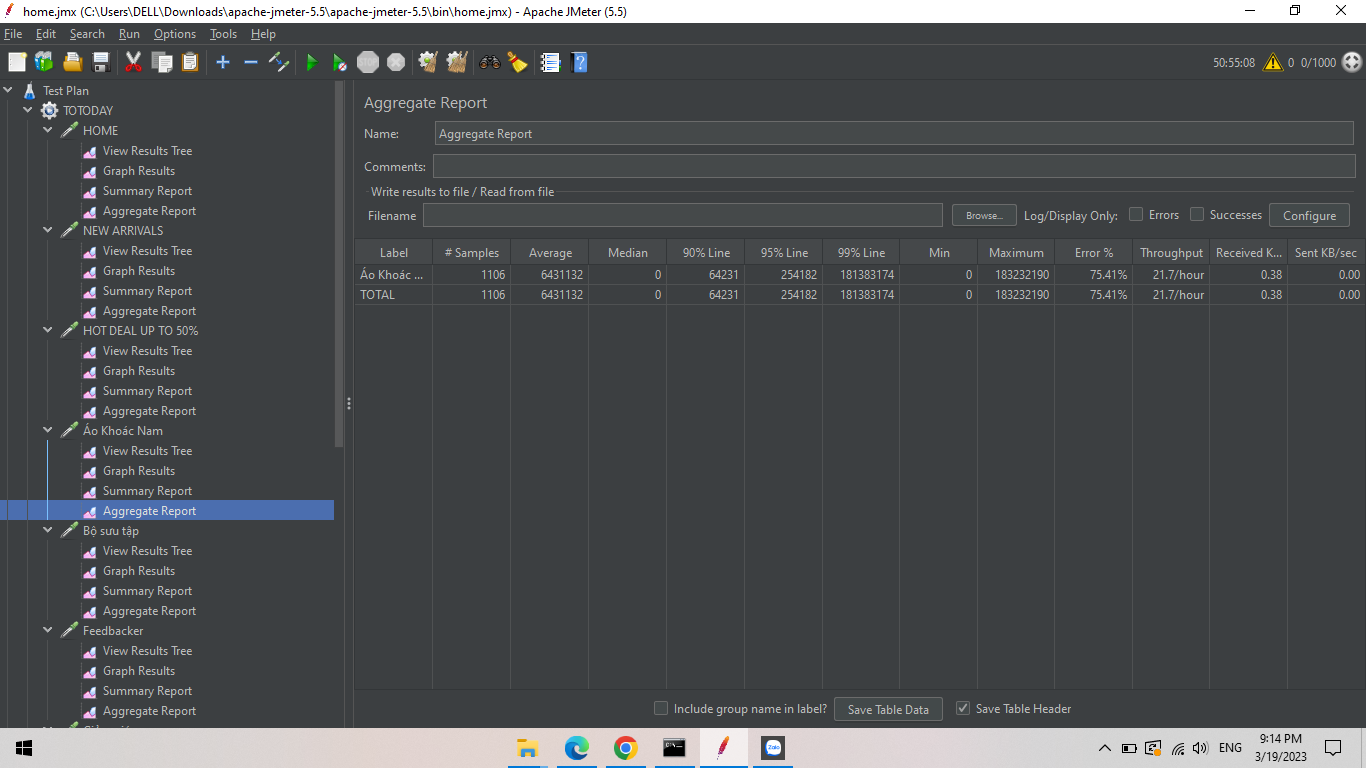 home.jmx (C:\Users\DELL\Downloads\apache-jmeter-5.5\apache-jmeter-5.5\bin\home.jmx) - Apache JMeter (5.5)
File Edit Search Run Options Tools Help
STOP 50:55:08 0 0/1000
Test Plan
TOTODAY
HOME
View Results Tree
Graph Results
Summary Report
Aggregate Report
NEW ARRIVALS
View Results Tree
Graph Results
Summary Report
Aggregate Report
HOT DEAL UP TO 50%
View Results Tree
Graph Results
Summary Report
Aggregate Report
Áo Khoác Nam
View Results Tree
Graph Results
Summary Report
Aggregate Report
Bộ sưu tập
View Results Tree
Graph Results
Summary Report
Aggregate Report
Feedbacker
View Results Tree
Graph Results
Summary Report
Aggregate Report
Aggregate Report
Name: Aggregate Report
Comments:
Write results to file / Read from file
Filename Browse... Log/Display Only: Errors Successes Configure
Label # Samples Average Median 90% Line 95% Line 99% Line Min Maximum Error % Throughput Received K... Sent KB/sec
Áo Khoác ... 1106 6431132 0 64231 254182 181383174 0 183232190 75.41% 21.7/hour 0.38 0.00
TOTAL 1106 6431132 0 64231 254182 181383174 0 183232190 75.41% 21.7/hour 0.38 0.00
Include group name in label? Save Table Data Save Table Header
Zalo
ENG
9:14 PM
3/19/2023